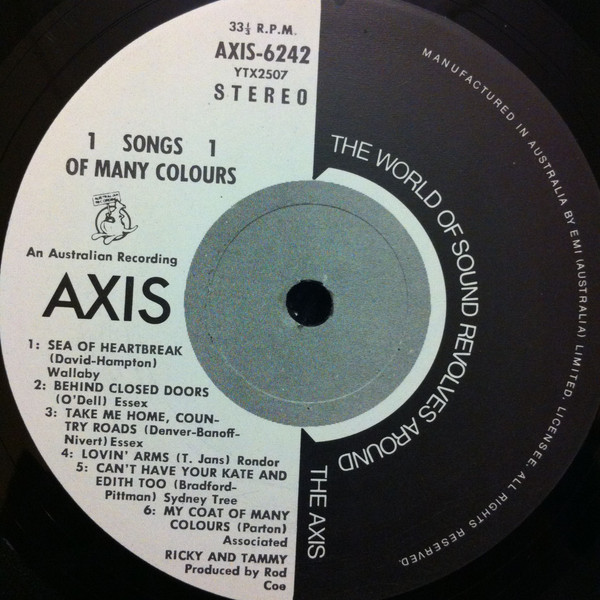 33⅓ R.P.M.
AXIS-6242
YTX2507
STEREO
1 SONGS 1
OF MANY COLOURS
An Australian Recording
AXIS
1: SEA OF HEARTBREAK
(David-Hampton)
Wallaby
2: BEHIND CLOSED DOORS
(O'Dell) Essex
3: TAKE ME HOME, COUN-
TRY ROADS (Denver-Banoff-
Nivert) Essex
4: LOVIN' ARMS (T. Jans) Rondor
5: CAN'T HAVE YOUR KATE AND
EDITH TOO (Bradford-
Pittman) Sydney Tree
6: MY COAT OF MANY
COLOURS (Parton)
Associated
RICKY AND TAMMY
Produced by Rod
Coe
THE WORLD OF SOUND REVOLVES AROUND
THE AXIS
MANUFACTURED IN AUSTRALIA BY EMI (AUSTRALIA) LIMITED. LICENSEE. ALL RIGHTS RESERVED.